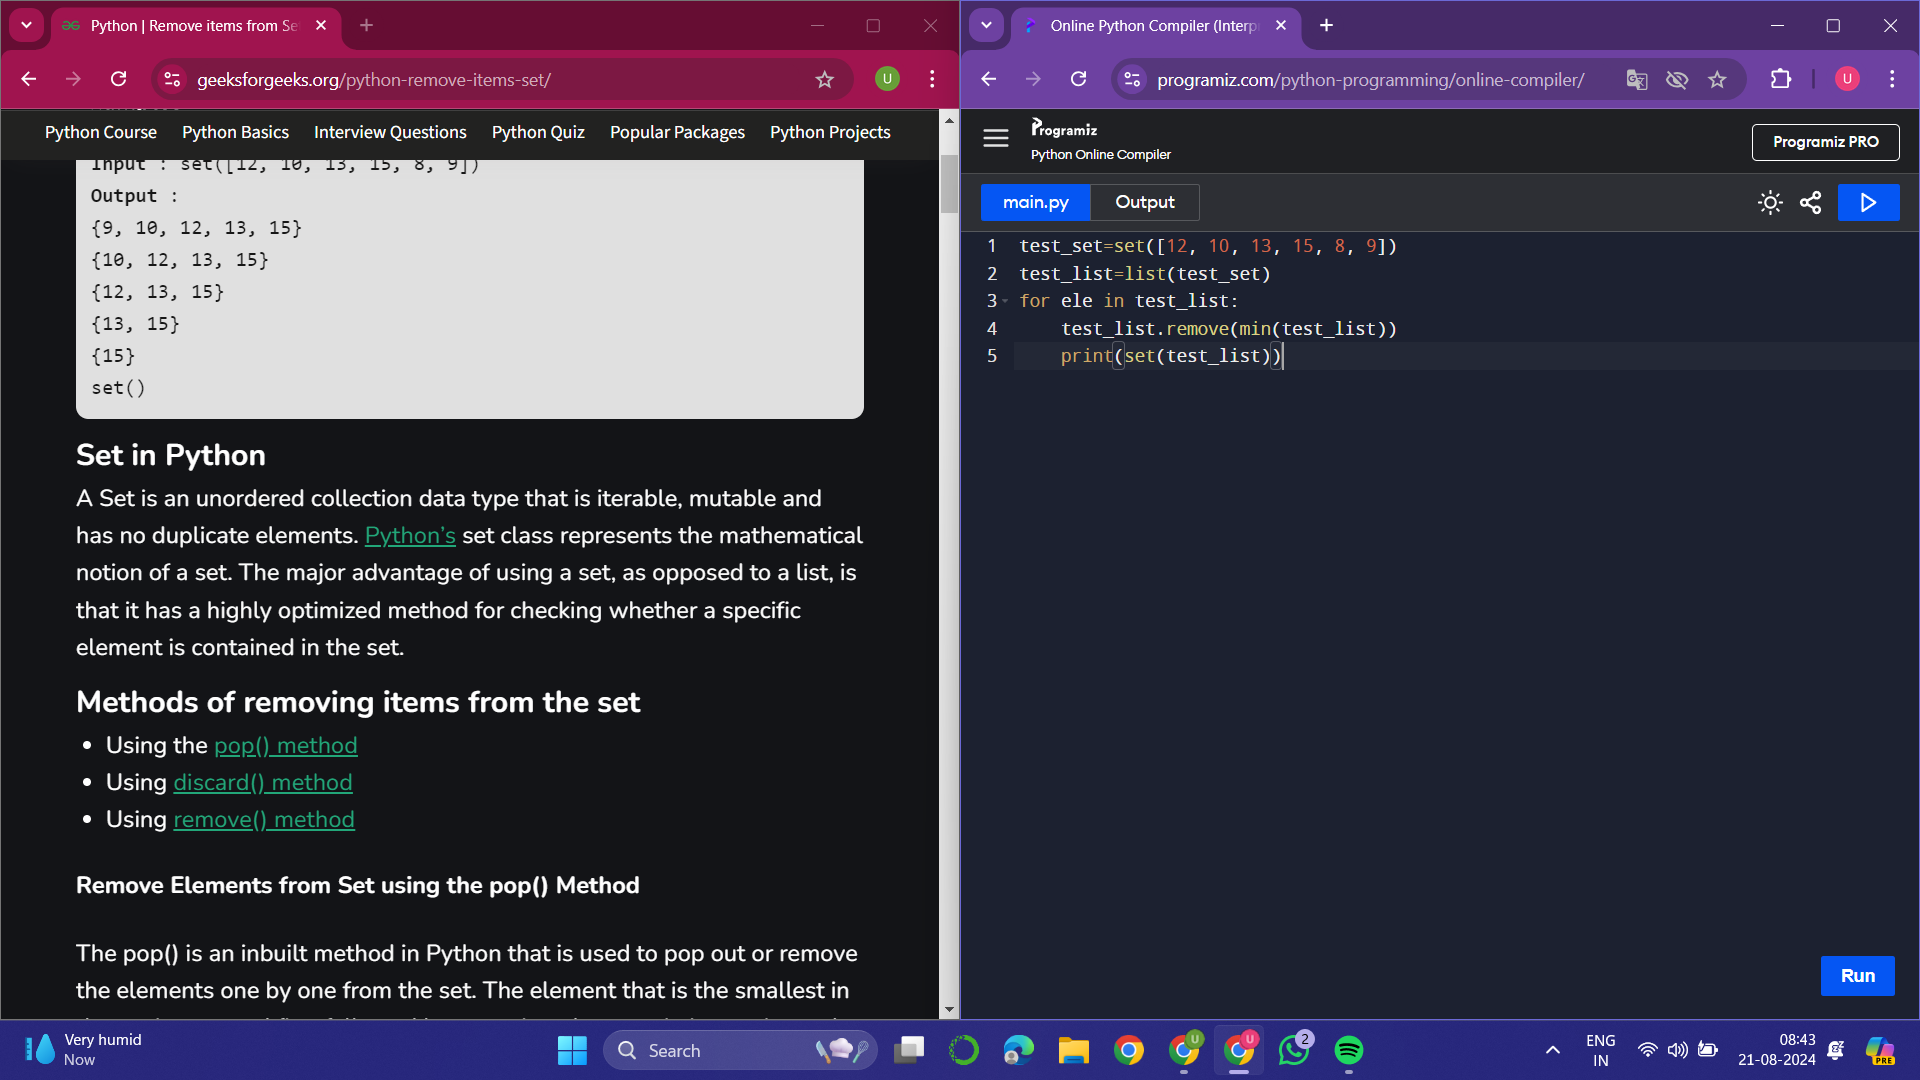 Python | Remove items from Se
geeksforgeeks.org/python-remove-items-set/
U
Python Course Python Basics Interview Questions Python Quiz Popular Packages Python Projects
Input : set([12, 10, 13, 15, 8, 9])
Output :
{9, 10, 12, 13, 15}
{10, 12, 13, 15}
{12, 13, 15}
{13, 15}
{15}
set()
Set in Python
A Set is an unordered collection data type that is iterable, mutable and
has no duplicate elements. Python’s set class represents the mathematical
notion of a set. The major advantage of using a set, as opposed to a list, is
that it has a highly optimized method for checking whether a specific
element is contained in the set.
Methods of removing items from the set
• Using the pop() method
• Using discard() method
• Using remove() method
Remove Elements from Set using the pop() Method
The pop() is an inbuilt method in Python that is used to pop out or remove
the elements one by one from the set. The element that is the smallest in
Online Python Compiler (Interp
programiz.com/python-programming/online-compiler/
U
Programiz
Python Online Compiler
Programiz PRO
main.py Output
1 test_set=set([12, 10, 13, 15, 8, 9])
2 test_list=list(test_set)
3 for ele in test_list:
4 test_list.remove(min(test_list))
5 print(set(test_list))
Run
Very humid
Now
Search
U
U
2
ENG
IN
08:43
21-08-2024
PRE